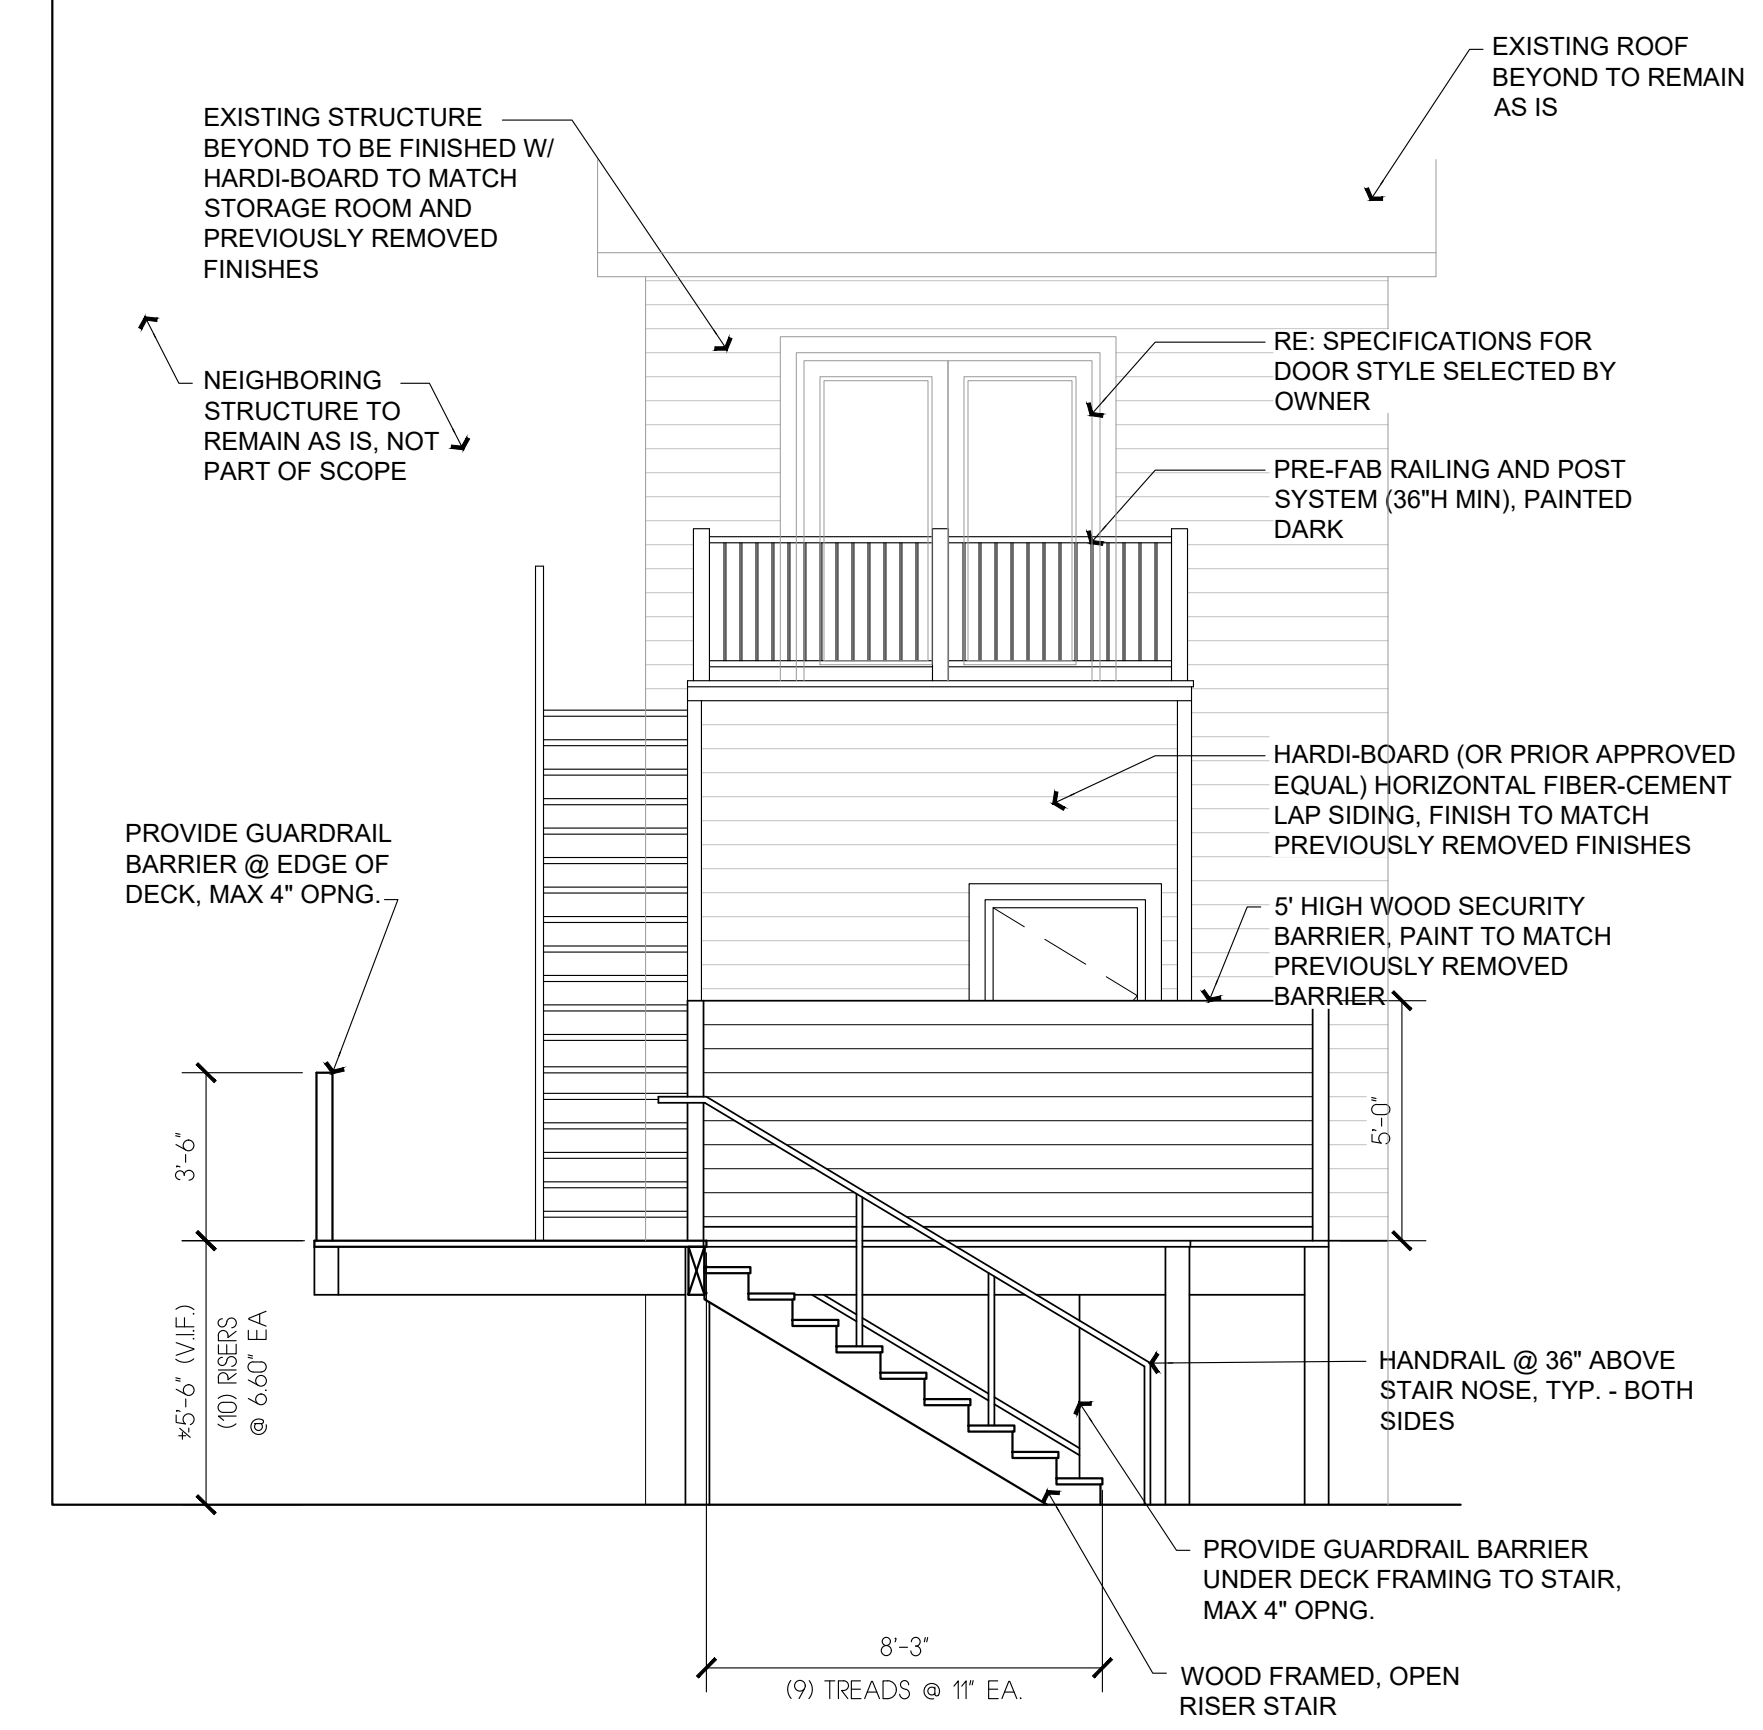 EXISTING ROOF
BEYOND TO REMAIN
AS IS
EXISTING STRUCTURE
BEYOND TO BE FINISHED W/
HARDI-BOARD TO MATCH
STORAGE ROOM AND
PREVIOUSLY REMOVED
FINISHES
NEIGHBORING
STRUCTURE TO
REMAIN AS IS, NOT
PART OF SCOPE
RE: SPECIFICATIONS FOR
DOOR STYLE SELECTED BY
OWNER
PRE-FAB RAILING AND POST
SYSTEM (36"H MIN), PAINTED
DARK
HARDI-BOARD (OR PRIOR APPROVED
EQUAL) HORIZONTAL FIBER-CEMENT
LAP SIDING, FINISH TO MATCH
PREVIOUSLY REMOVED FINISHES
PROVIDE GUARDRAIL
BARRIER @ EDGE OF
DECK, MAX 4" OPNG.
5' HIGH WOOD SECURITY
BARRIER, PAINT TO MATCH
PREVIOUSLY REMOVED
BARRIER
3'-6"
5'-0"
5'-6" (V.I.F.)
(10) RISERS
@ 6.60" EA
HANDRAIL @ 36" ABOVE
STAIR NOSE, TYP. - BOTH
SIDES
PROVIDE GUARDRAIL BARRIER
UNDER DECK FRAMING TO STAIR,
MAX 4" OPNG.
8'-3"
(9) TREADS @ 11" EA.
WOOD FRAMED, OPEN
RISER STAIR